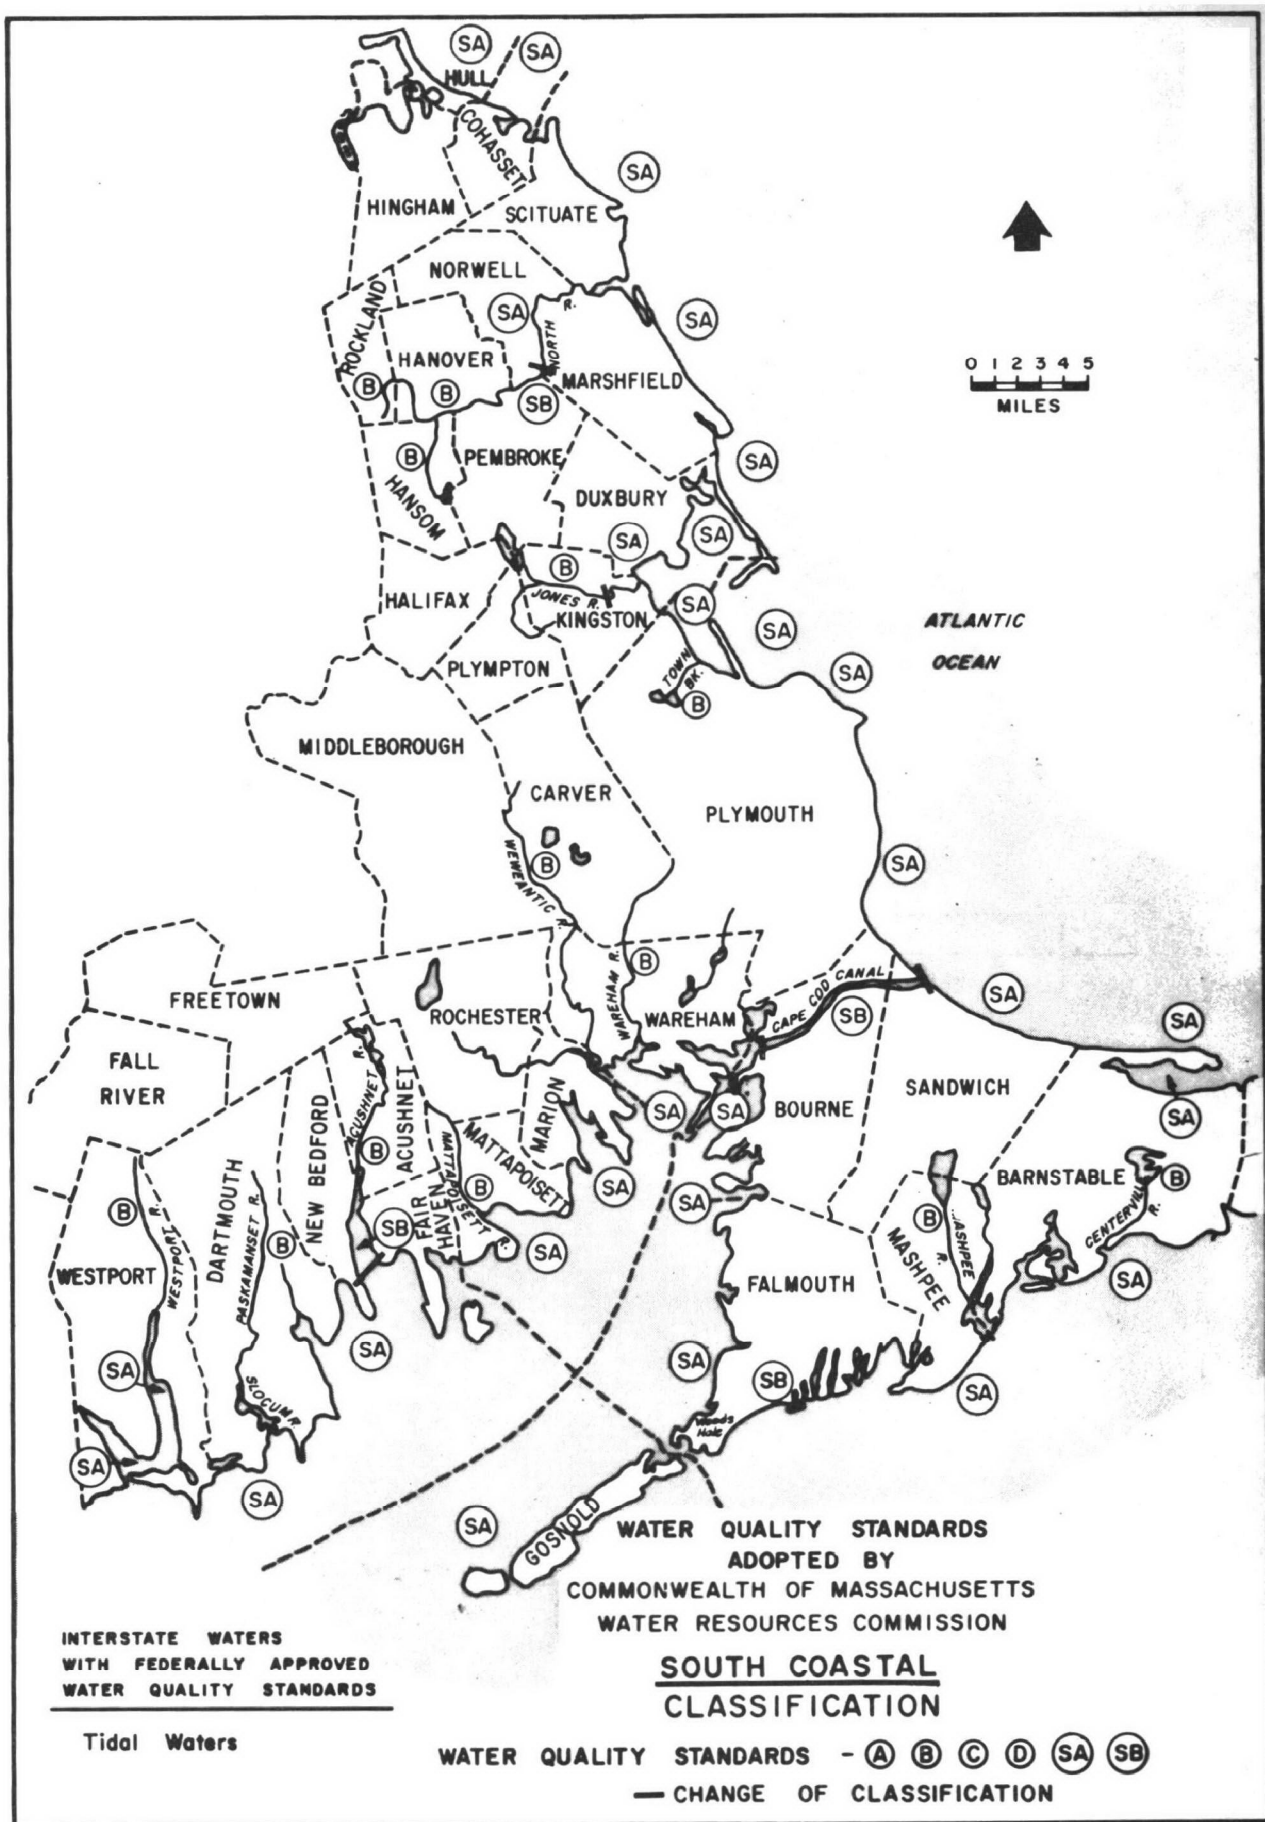 SA
SA
HULL
COHASSET
SA
HINGHAM
SCITUATE
NORWELL
ROCKLAND
SA
NORTH R.
SA
HANOVER
MARSHFIELD
B
B
SB
0 1 2 3 4 5
MILES
B
PEMBROKE
SA
HANSOM
DUXBURY
SA
SA
B
JONES R.
HALIFAX
KINGSTON
SA
SA
ATLANTIC
OCEAN
PLYMPTON
TOWN
BK.
SA
B
MIDDLEBOROUGH
CARVER
PLYMOUTH
WEWEANTIC R.
B
SA
FREETOWN
ROCHESTER
WAREHAM R.
B
WAREHAM
CAPE COD CANAL
SB
SA
SA
FALL
RIVER
NEW BEDFORD
ACUSHNET R.
ACUSHNET
MARION
SA
SA
BOURNE
SANDWICH
SA
B
MATTAPOISETT
MATTAPOISETT R.
B
SA
SA
BARNSTABLE
B
CENTERVILLE
R.
B
WESTPORT R.
DARTMOUTH
PASKAMANSET R.
B
SB
FAIR
HAVEN
SA
B
MASHPEE
ASHPEE
R.
SA
WESTPORT
FALMOUTH
SA
SA
SA
SB
SA
SLOCUM R.
Woods
Hole
SA
SA
SA
GOSNOLD
WATER QUALITY STANDARDS
ADOPTED BY
COMMONWEALTH OF MASSACHUSETTS
WATER RESOURCES COMMISSION
INTERSTATE WATERS
WITH FEDERALLY APPROVED
WATER QUALITY STANDARDS
Tidal Waters
SOUTH COASTAL
CLASSIFICATION
WATER QUALITY STANDARDS - A B C D SA SB
— CHANGE OF CLASSIFICATION